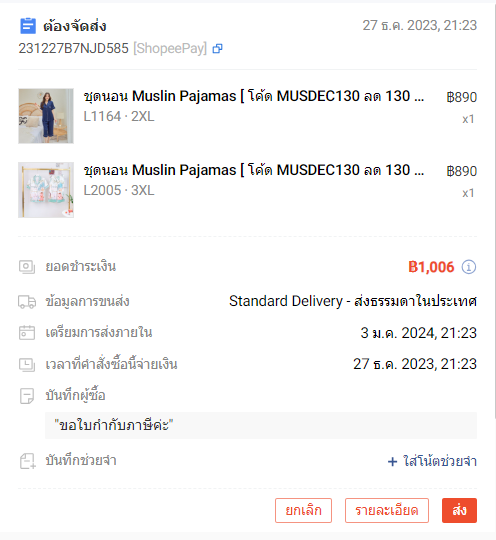 ต้องจัดส่ง
27 ธ.ค. 2023, 21:23
231227B7NJD585 [ShopeePay]
ชุดนอน Muslin Pajamas [ โค้ด MUSDEC130 ลด 130 ...
฿890
L1164 · 2XL
x1
ชุดนอน Muslin Pajamas [ โค้ด MUSDEC130 ลด 130 ...
฿890
L2005 · 3XL
x1
ยอดชำระเงิน
฿1,006
ข้อมูลการขนส่ง
Standard Delivery - ส่งธรรมดาในประเทศ
เตรียมการส่งภายใน
3 ม.ค. 2024, 21:23
เวลาที่คำสั่งซื้อนี้จ่ายเงิน
27 ธ.ค. 2023, 21:23
บันทึกผู้ซื้อ
"ขอใบกำกับภาษีค่ะ"
บันทึกช่วยจำ
+ ใส่โน้ตช่วยจำ
ยกเลิก
รายละเอียด
ส่ง